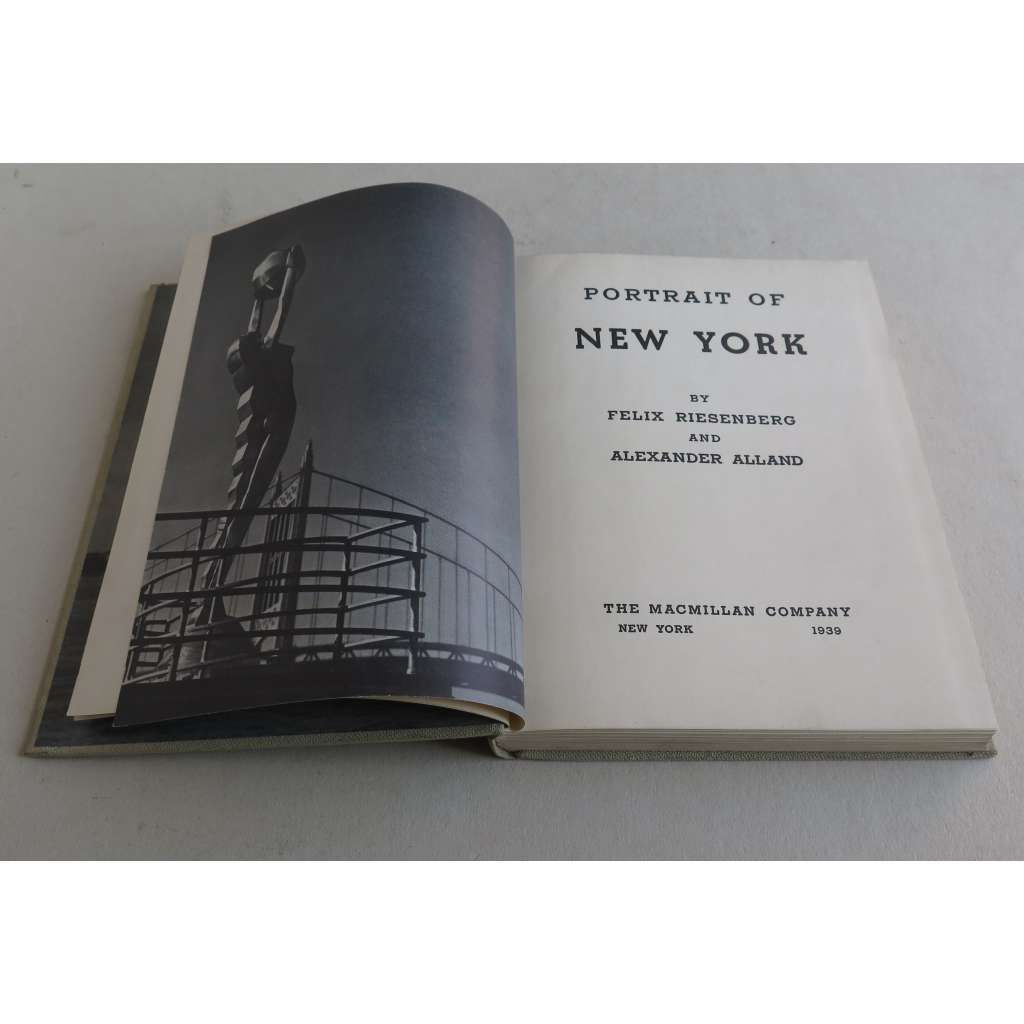 PORTRAIT OF
NEW YORK
BY
FELIX RIESENBERG
AND
ALEXANDER ALLAND
THE MACMILLAN COMPANY
NEW YORK 1939